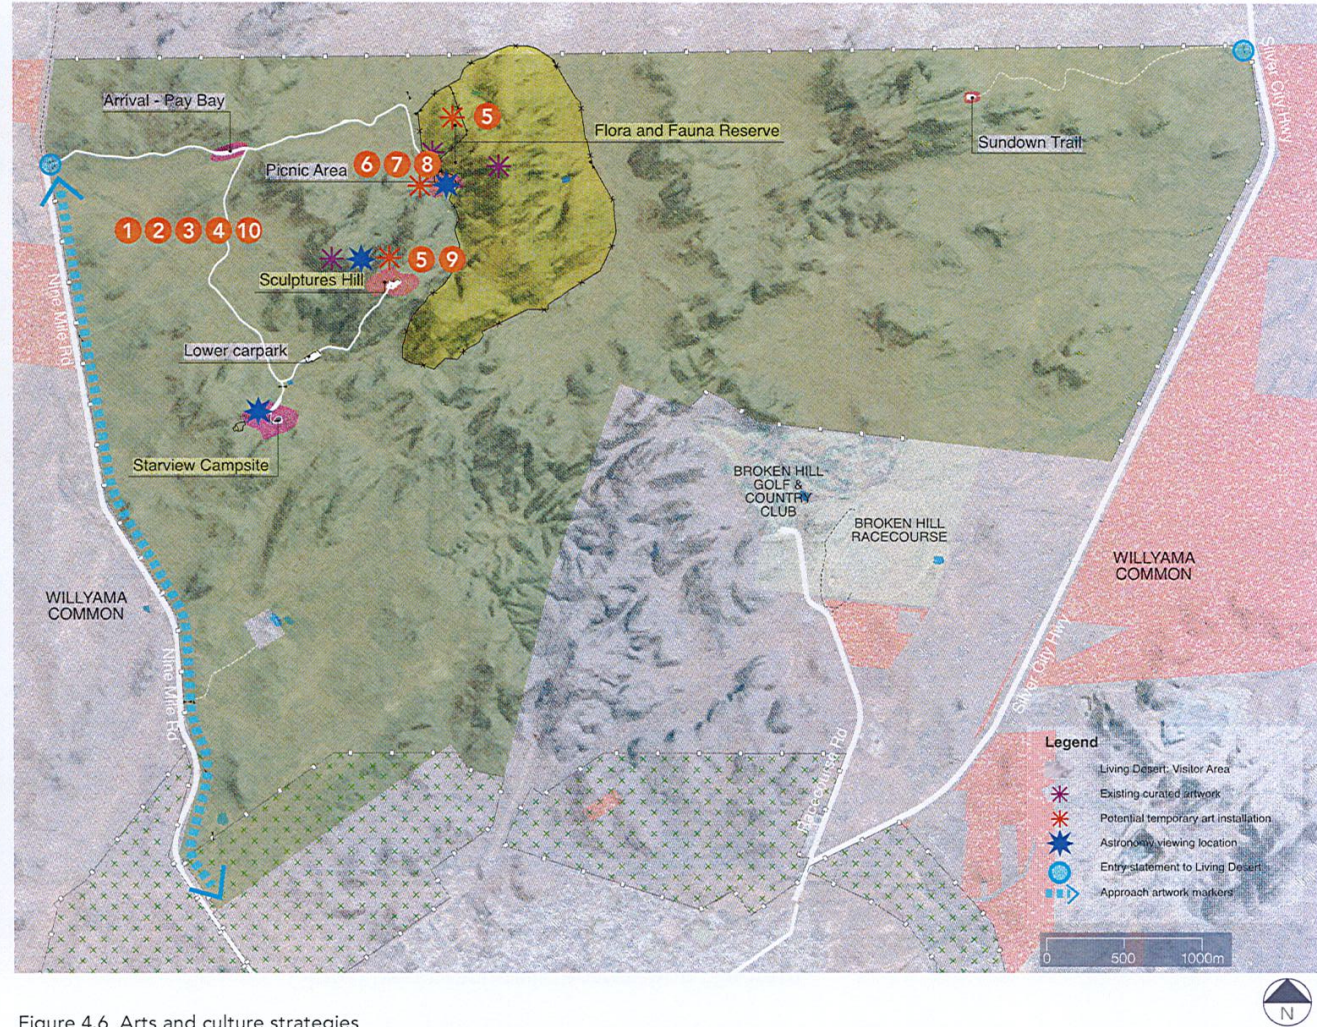 Silver City Hwy
Arrival - Pay Bay
5
Flora and Fauna Reserve
Sundown Trail
Picnic Area
6 7 8
1 2 3 4 10
5 9
Sculptures Hill
Nine Mile Rd
Lower carpark
Starview Campsite
BROKEN HILL
GOLF &
COUNTRY
CLUB
BROKEN HILL
RACECOURSE
WILLYAMA
COMMON
WILLYAMA
COMMON
Nine Mile Rd
Silver City Hwy
Racecourse Rd
Legend
Living Desert: Visitor Area
Existing curated artwork
Potential temporary art installation
Astronomy viewing location
Entry statement to Living Desert
Approach artwork markers
0 500 1000m
N
Figure 4.6 Arts and culture strategies